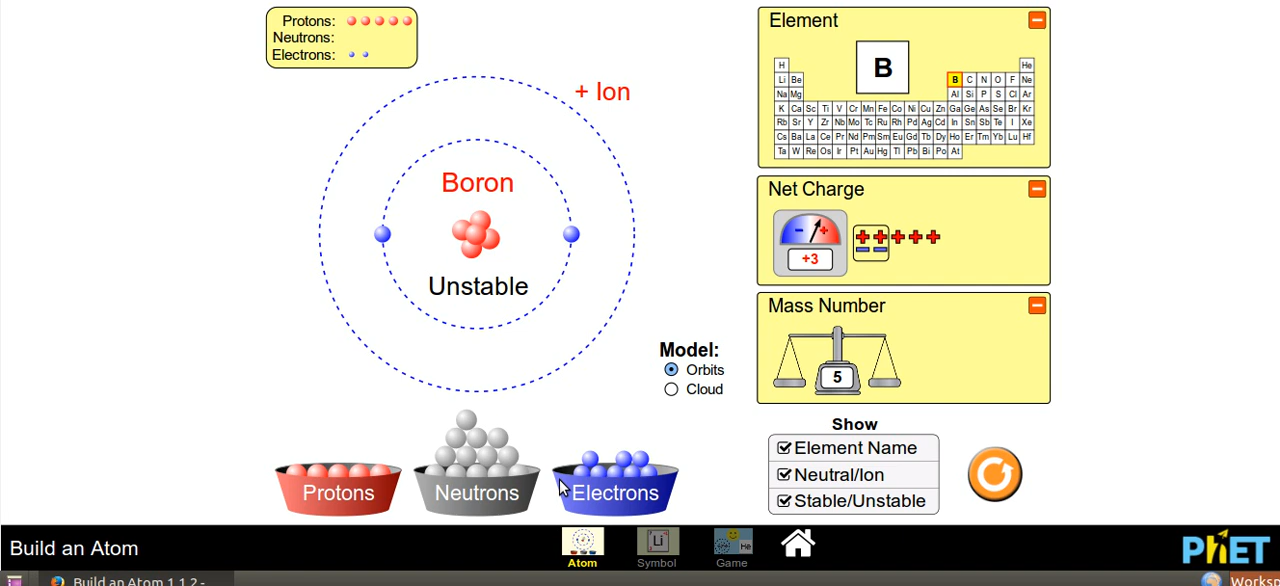 Protons:
Neutrons:
Electrons:
+ Ion
Boron
Unstable
Protons
Neutrons
Electrons
Model:
Orbits
Cloud
Element
B
H He
Li Be B C N O F Ne
Na Mg Al Si P S Cl Ar
K Ca Sc Ti V Cr Mn Fe Co Ni Cu Zn Ga Ge As Se Br Kr
Rb Sr Y Zr Nb Mo Tc Ru Rh Pd Ag Cd In Sn Sb Te I Xe
Cs Ba La Ce Pr Nd Pm Sm Eu Gd Tb Dy Ho Er Tm Yb Lu Hf
Ta W Re Os Ir Pt Au Hg Tl Pb Bi Po At
Net Charge
- +
+3
Mass Number
5
Show
Element Name
Neutral/Ion
Stable/Unstable
Build an Atom
Atom
Li
Symbol
He
Game
PhET
Build an Atom 1.1.2 -
Worksp